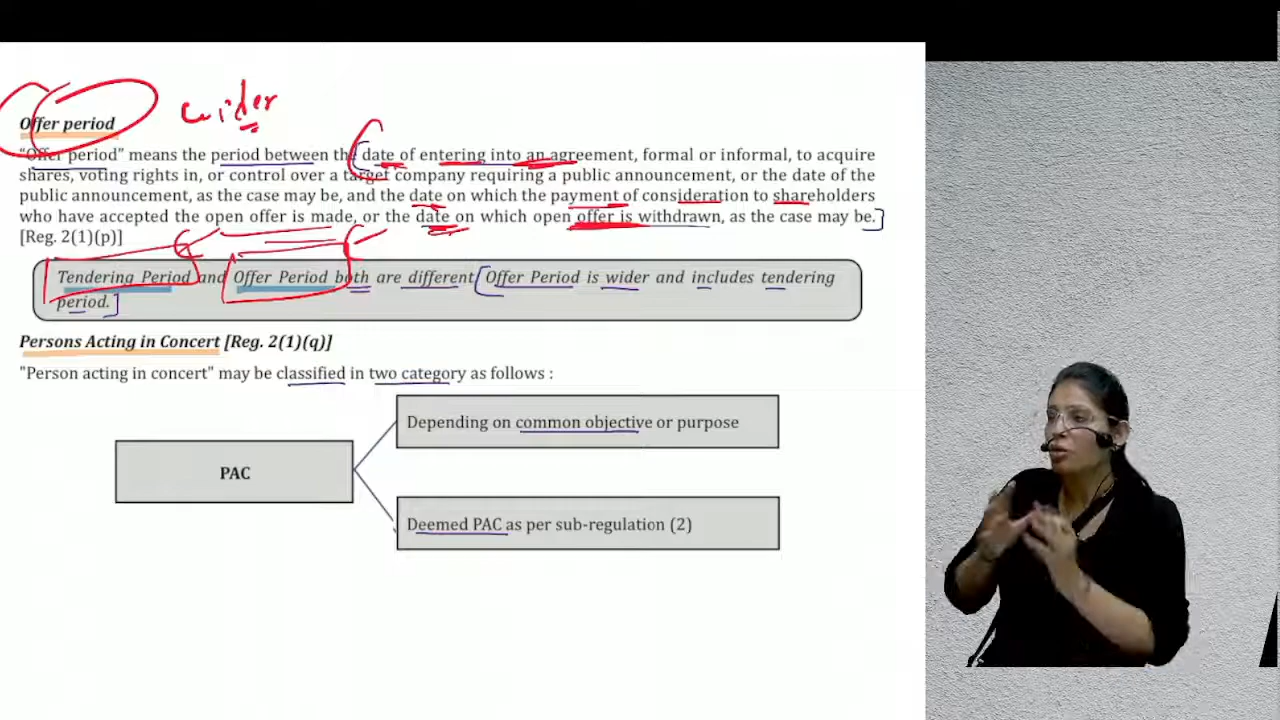 wider
Offer period
"Offer period" means the period between the date of entering into an agreement, formal or informal, to acquire
shares, voting rights in, or control over a target company requiring a public announcement, or the date of the
public announcement, as the case may be, and the date on which the payment of consideration to shareholders
who have accepted the open offer is made, or the date on which open offer is withdrawn, as the case may be.
[Reg. 2(1)(p)]
Tendering Period and Offer Period both are different Offer Period is wider and includes tendering
period.
Persons Acting in Concert [Reg. 2(1)(q)]
"Person acting in concert" may be classified in two category as follows :
Depending on common objective or purpose
PAC
Deemed PAC as per sub-regulation (2)